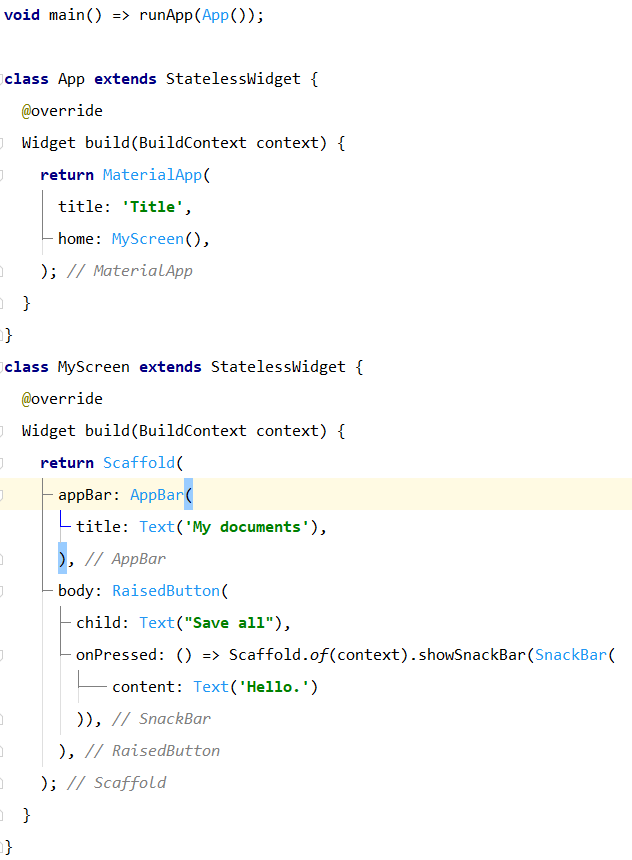 void main() => runApp(App());
class App extends StatelessWidget {
@override
Widget build(BuildContext context) {
return MaterialApp(
title: 'Title',
home: MyScreen(),
); // MaterialApp
}
}
class MyScreen extends StatelessWidget {
@override
Widget build(BuildContext context) {
return Scaffold(
appBar: AppBar(
title: Text('My documents'),
), // AppBar
body: RaisedButton(
child: Text("Save all"),
onPressed: () => Scaffold.of(context).showSnackBar(SnackBar(
content: Text('Hello.')
)), // SnackBar
), // RaisedButton
); // Scaffold
}
}